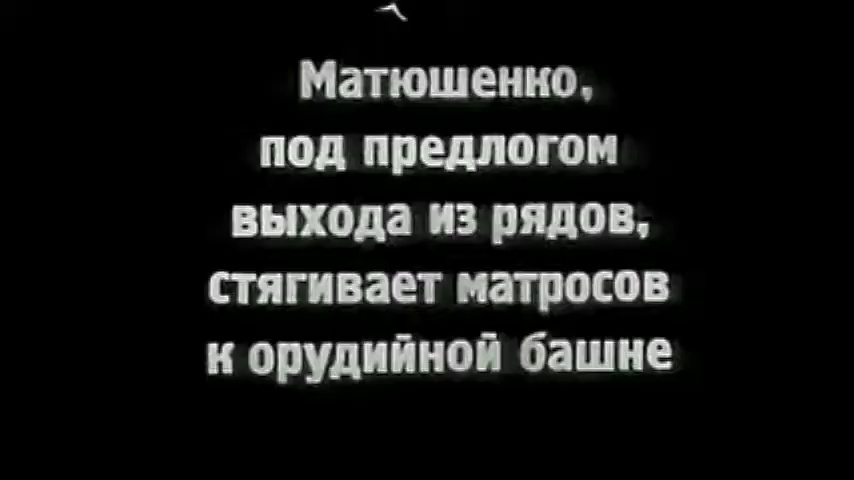 Матюшенко,
под предлогом
выхода из рядов,
стягивает матросов
к орудийной башне